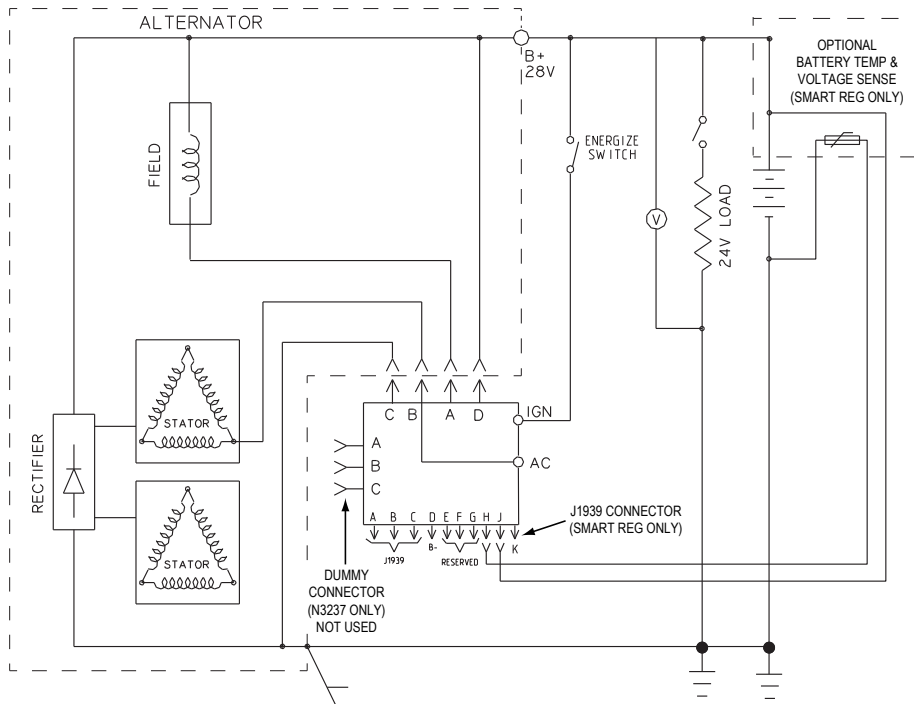 ALTERNATOR
B+
28V
OPTIONAL
BATTERY TEMP &
VOLTAGE SENSE
(SMART REG ONLY)
ENERGIZE
SWITCH
FIELD
V
24V LOAD
STATOR
RECTIFIER
STATOR
C B A D
IGN
AC
A
B
C
A B C D E F G H J
K
J1939
B-
RESERVED
J1939 CONNECTOR
(SMART REG ONLY)
DUMMY
CONNECTOR
(N3237 ONLY)
NOT USED